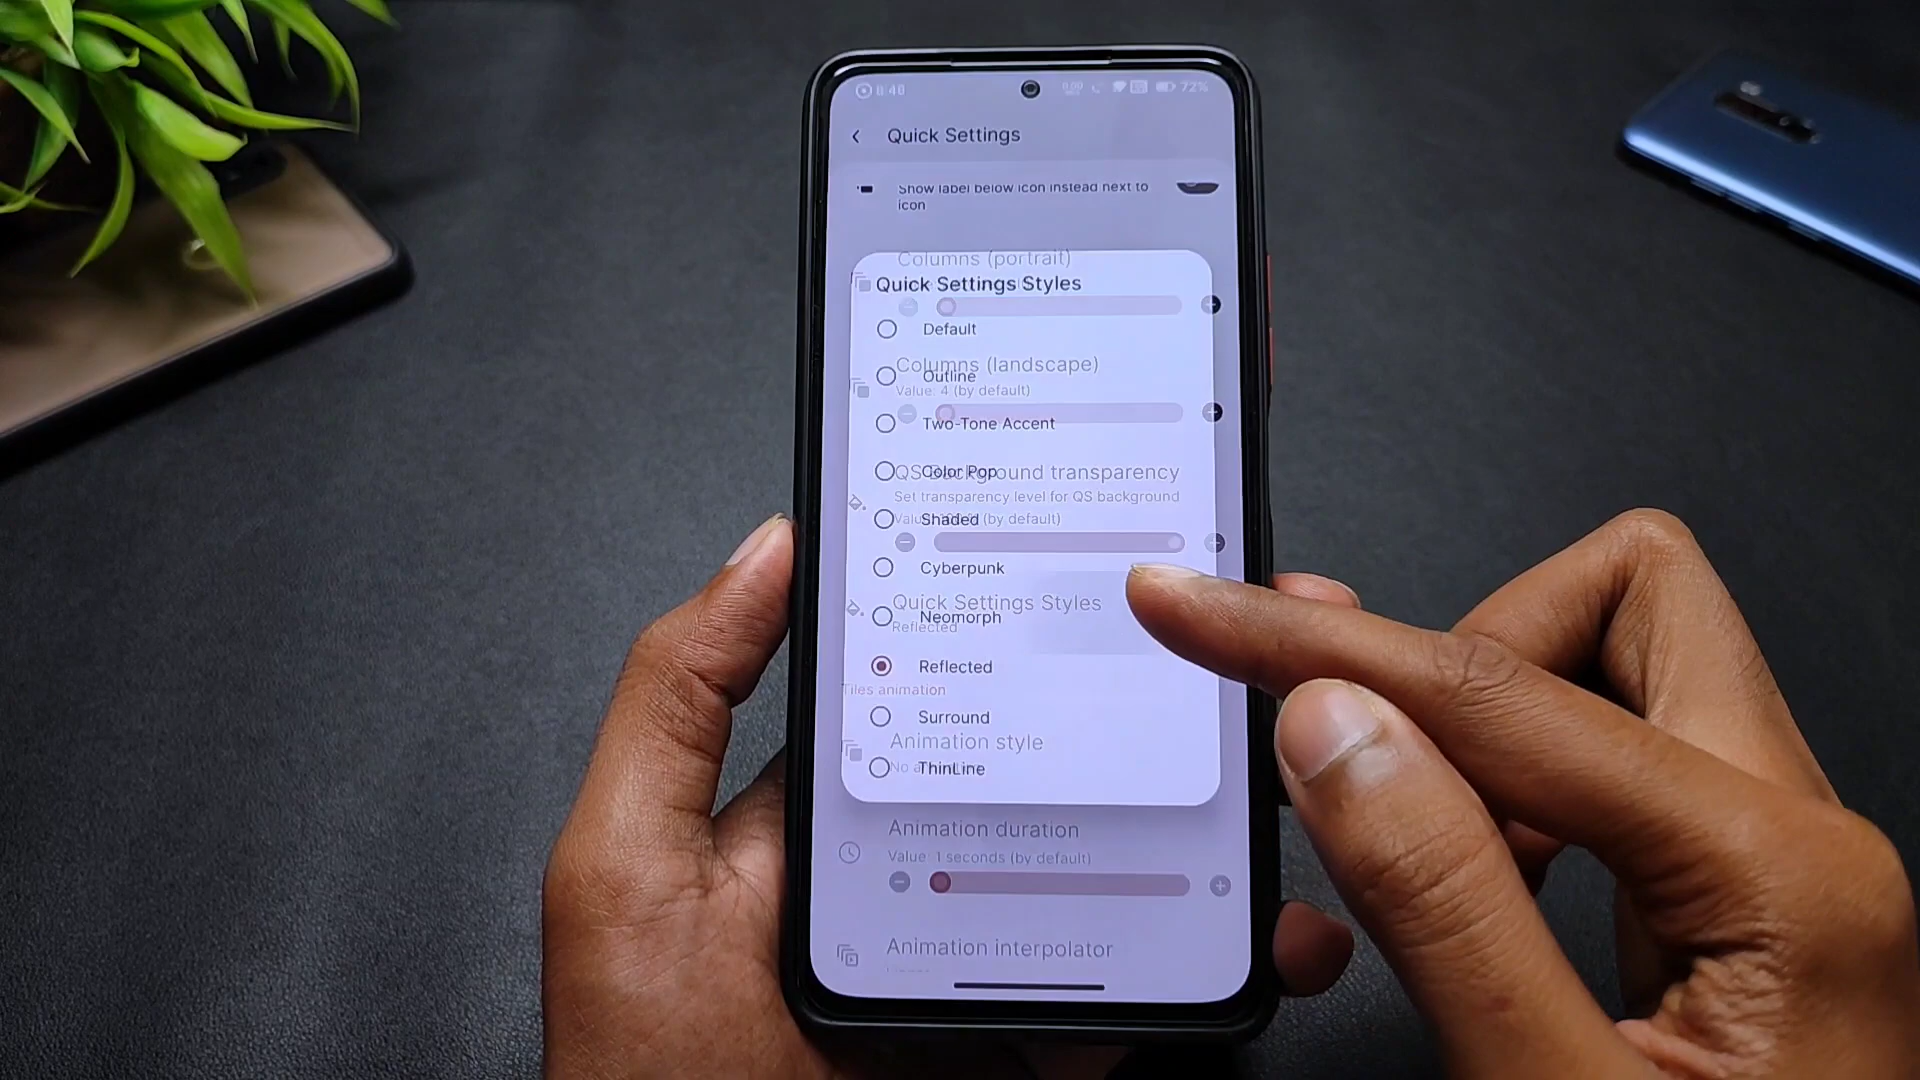 8:48
72%
Quick Settings
Show label below icon instead next to
icon
Columns (portrait)
Quick Settings Styles
Default
Columns (landscape)
Outline
Value: 4 (by default)
Two-Tone Accent
QS Background transparency
Color Pop
Set transparency level for QS background
(by default)
Shaded
Cyberpunk
Quick Settings Styles
Neomorph
Reflected
Reflected
Tiles animation
Surround
Animation style
ThinLine
Animation duration
Value: 1 seconds (by default)
Animation interpolator